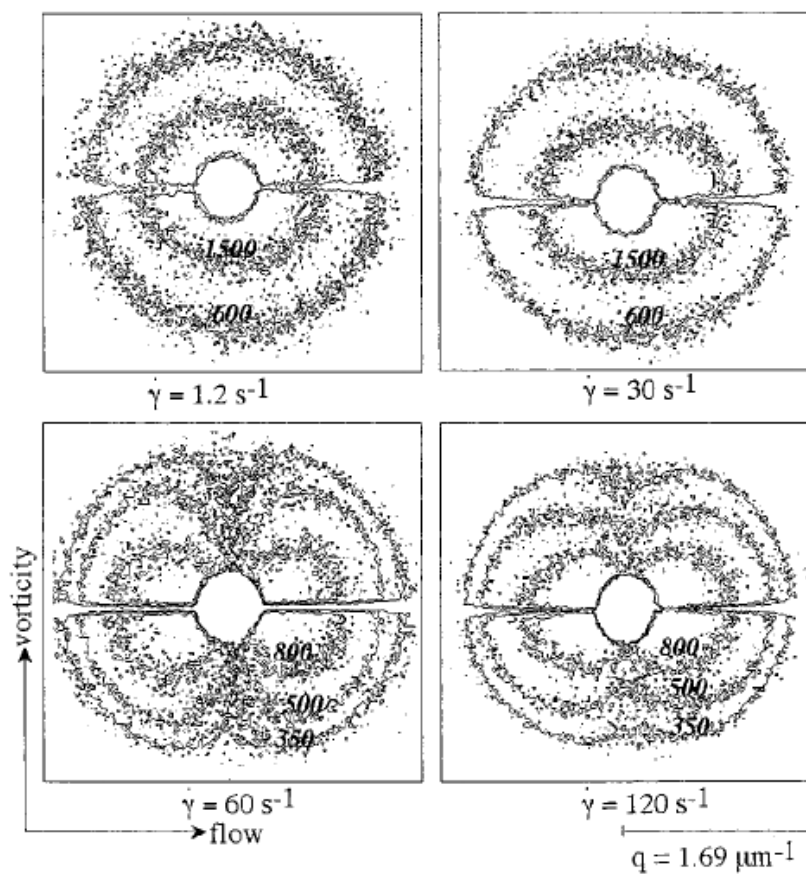 1500
600
1500
600
γ̇ = 1.2 s⁻¹
γ̇ = 30 s⁻¹
vorticity
800
500
350
800
500
350
γ̇ = 60 s⁻¹
γ̇ = 120 s⁻¹
flow
q = 1.69 μm⁻¹